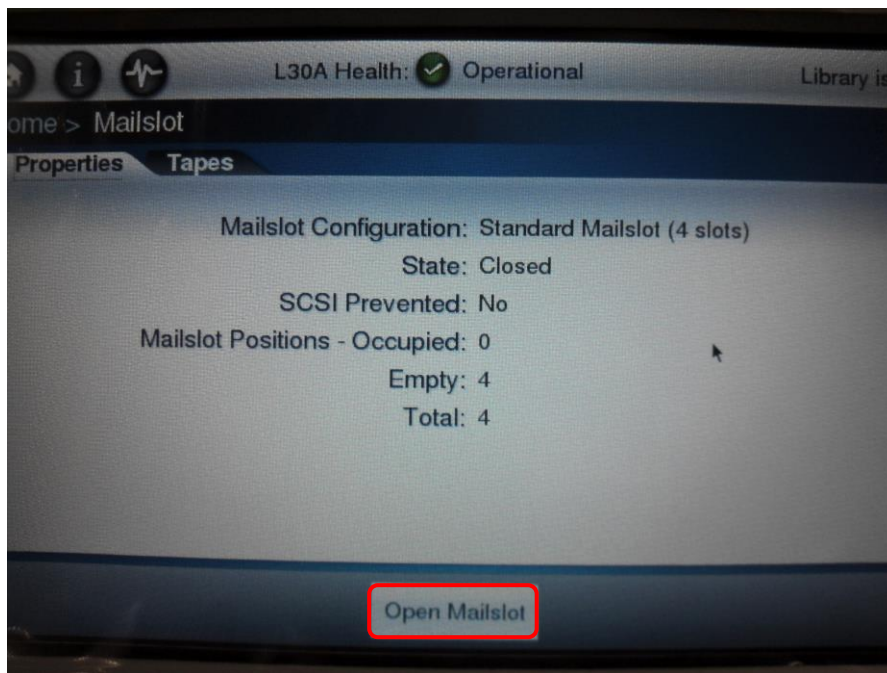 L30A Health: Operational
Library is
ome > Mailslot
Properties Tapes
Mailslot Configuration: Standard Mailslot (4 slots)
State: Closed
SCSI Prevented: No
Mailslot Positions - Occupied: 0
Empty: 4
Total: 4
Open Mailslot